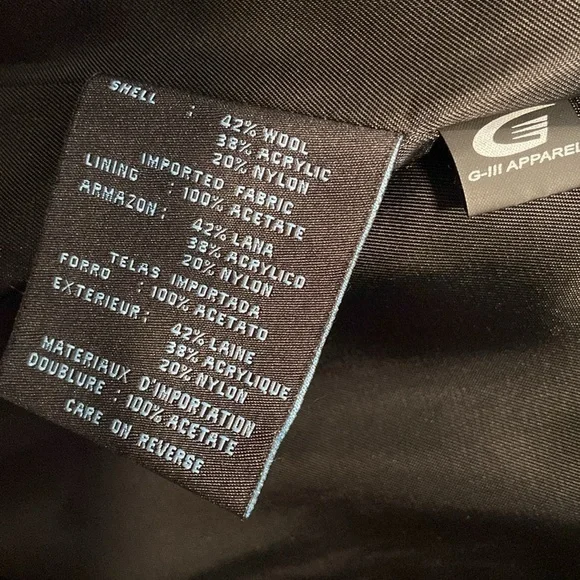 SHELL :
42% WOOL
38% ACRYLIC
20% NYLON
IMPORTED FABRIC
LINING : 100% ACETATE
ARMAZON:
42% LANA
38% ACRYLICO
20% NYLON
TELAS IMPORTADA
FORRO : 100% ACETATO
EXTERIEUR:
42% LAINE
38% ACRYLIQUE
20% NYLON
MATERIAUX D'IMPORTATION
DOUBLURE : 100% ACETATE
CARE ON REVERSE
G
G-III APPAREL